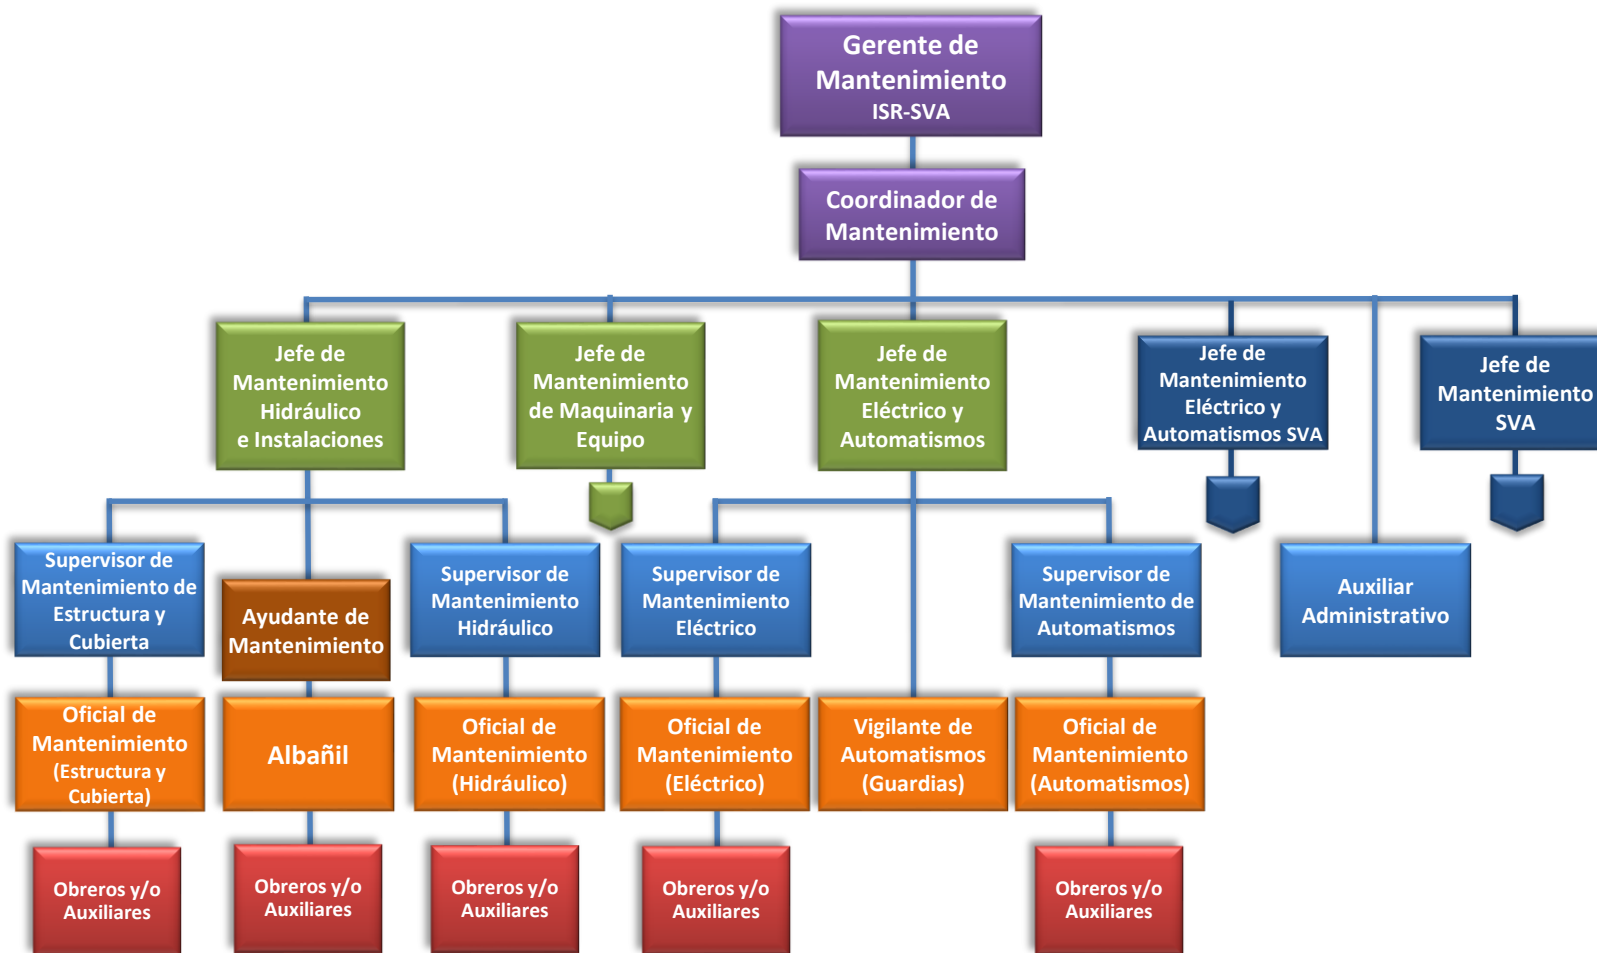 Gerente de
Mantenimiento
ISR-SVA
Coordinador de
Mantenimiento
Jefe de
Mantenimiento
Hidráulico
e Instalaciones
Jefe de
Mantenimiento
de Maquinaria y
Equipo
Jefe de
Mantenimiento
Eléctrico y
Automatismos
Jefe de
Mantenimiento
Eléctrico y
Automatismos SVA
Jefe de
Mantenimiento
SVA
Supervisor de
Mantenimiento de
Estructura y
Cubierta
Ayudante de
Mantenimiento
Supervisor de
Mantenimiento
Hidráulico
Supervisor de
Mantenimiento
Eléctrico
Supervisor de
Mantenimiento de
Automatismos
Auxiliar
Administrativo
Oficial de
Mantenimiento
(Estructura y
Cubierta)
Albañil
Oficial de
Mantenimiento
(Hidráulico)
Oficial de
Mantenimiento
(Eléctrico)
Vigilante de
Automatismos
(Guardias)
Oficial de
Mantenimiento
(Automatismos)
Obreros y/o
Auxiliares
Obreros y/o
Auxiliares
Obreros y/o
Auxiliares
Obreros y/o
Auxiliares
Obreros y/o
Auxiliares